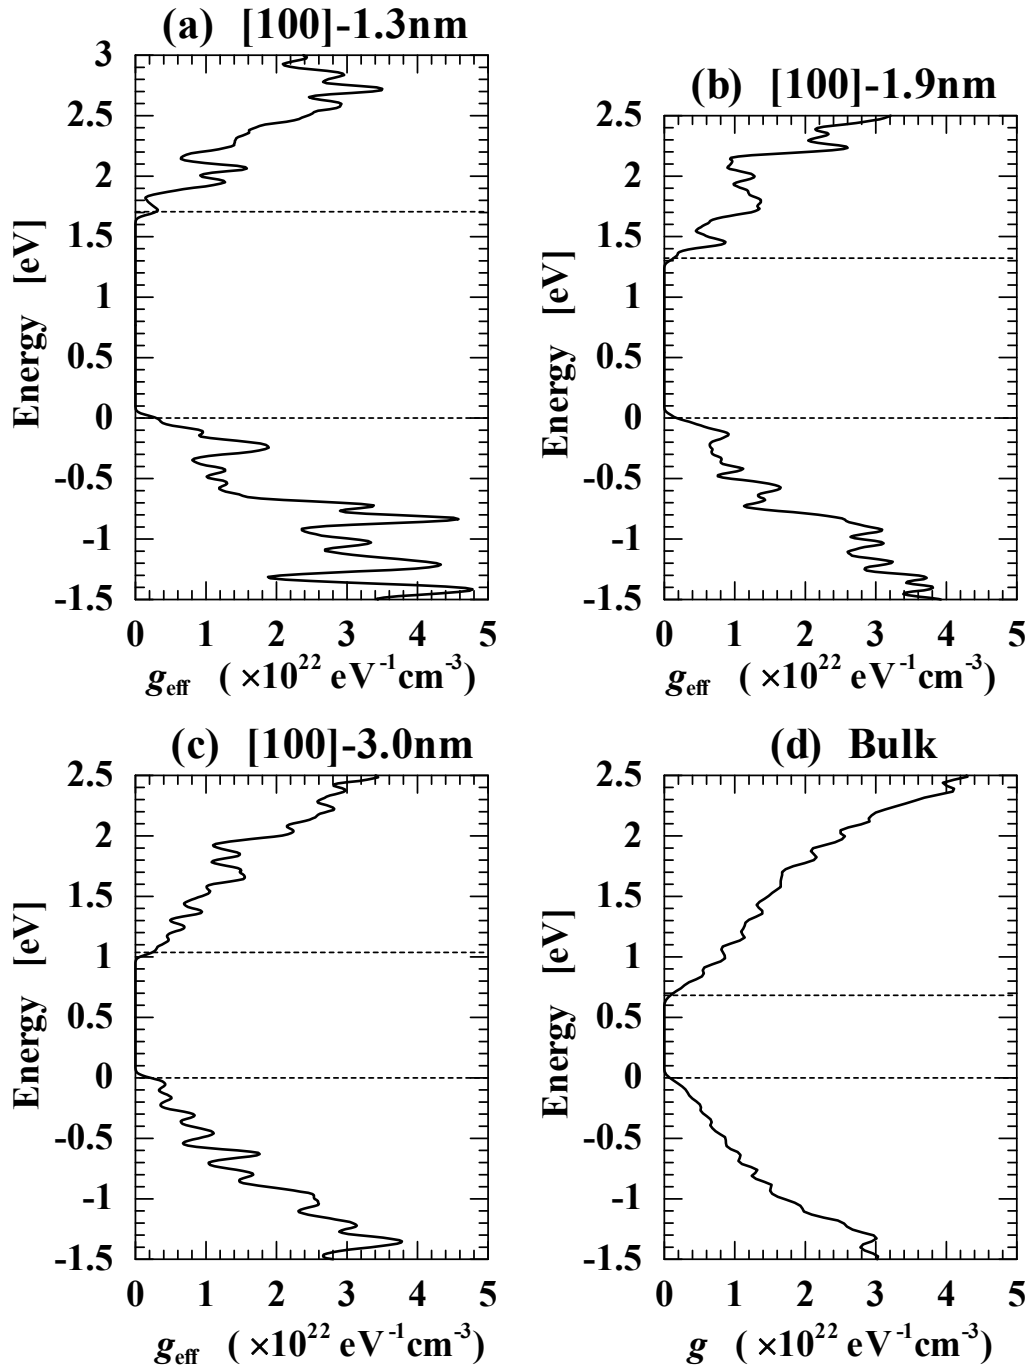 (a) [100]-1.3nm
3
2.5
2
1.5
1
0.5
0
-0.5
-1
-1.5
Energy [eV]
0 1 2 3 4 5
g_eff ( ×10^22 eV^-1cm^-3)
(b) [100]-1.9nm
2.5
2
1.5
1
0.5
0
-0.5
-1
-1.5
Energy [eV]
0 1 2 3 4 5
g_eff ( ×10^22 eV^-1cm^-3)
(c) [100]-3.0nm
2.5
2
1.5
1
0.5
0
-0.5
-1
-1.5
Energy [eV]
0 1 2 3 4 5
g_eff ( ×10^22 eV^-1cm^-3)
(d) Bulk
2.5
2
1.5
1
0.5
0
-0.5
-1
-1.5
Energy [eV]
0 1 2 3 4 5
g ( ×10^22 eV^-1cm^-3)